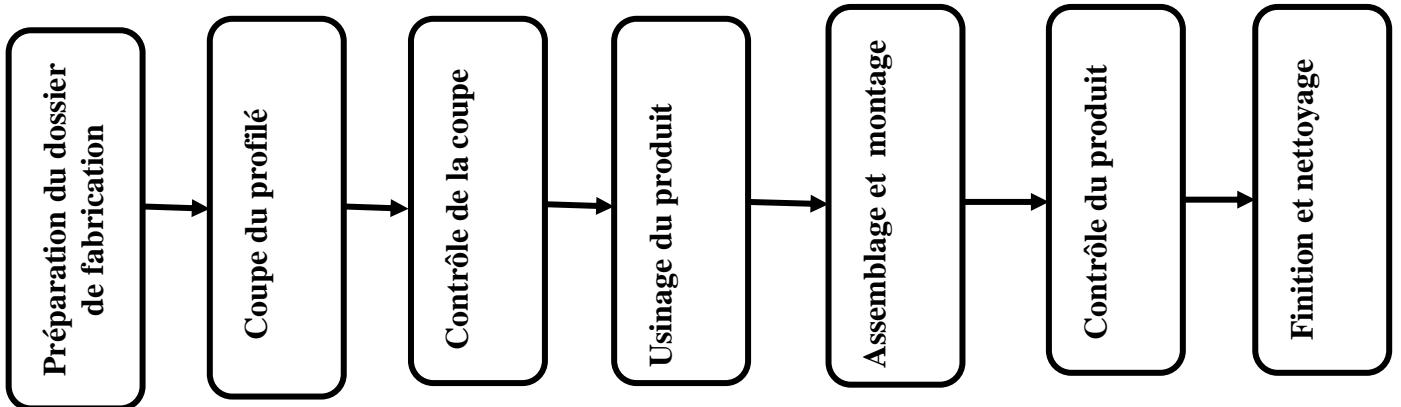 Préparation du dossier
de fabrication
Coupe du profilé
Contrôle de la coupe
Usinage du produit
Assemblage et montage
Contrôle du produit
Finition et nettoyage